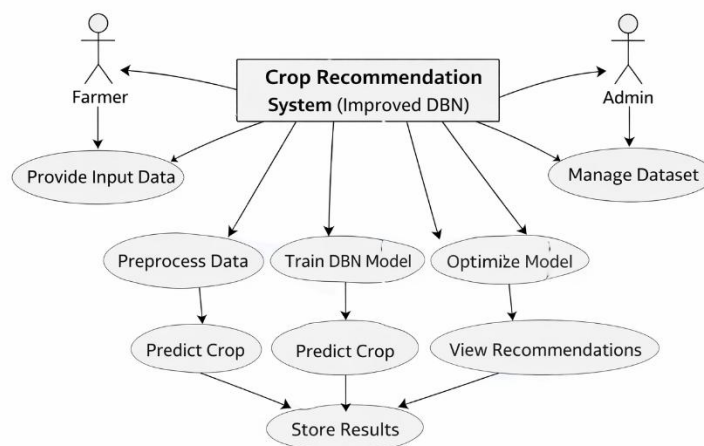 Crop Recommendation
System (Improved DBN)
Farmer
Admin
Provide Input Data
Manage Dataset
Preprocess Data
Train DBN Model
Optimize Model
Predict Crop
Predict Crop
View Recommendations
Store Results